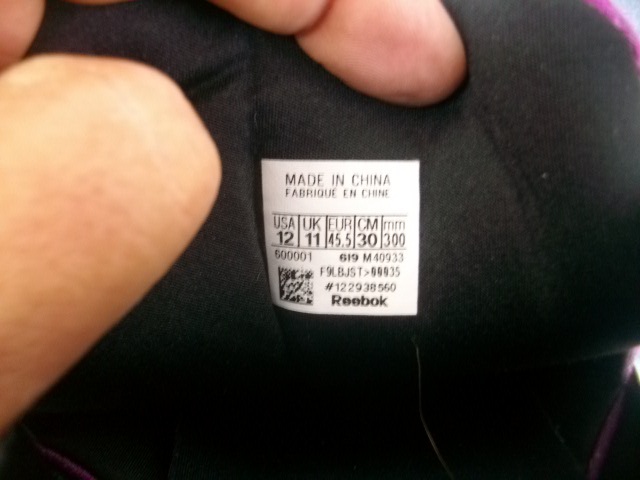 MADE IN CHINA
FABRIQUÉ EN CHINE
USA UK EUR CM mm
12 11 45.5 30 300
600001 619 M40933
F9LBJST>00035
#122938560
Reebok